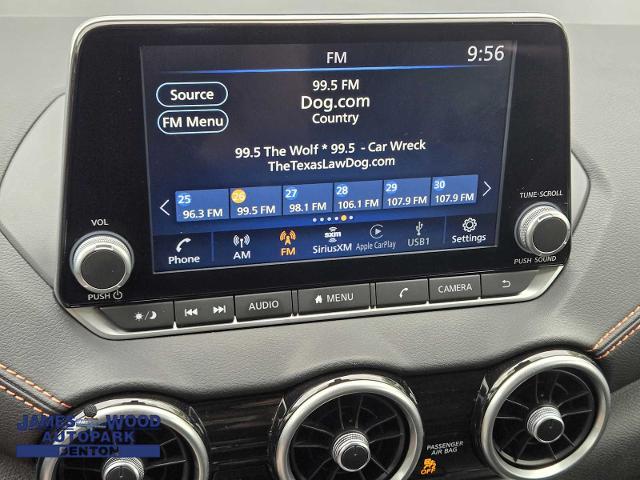 FM
9:56
Source
FM Menu
99.5 FM
Dog.com
Country
99.5 The Wolf * 99.5 - Car Wreck
TheTexasLawDog.com
25 26 27 28 29 30
96.3 FM 99.5 FM 98.1 FM 106.1 FM 107.9 FM 107.9 FM
Phone AM FM sxm SiriusXM Apple CarPlay USB1 Settings
VOL
PUSH
TUNE·SCROLL
PUSH SOUND
AUDIO MENU CAMERA
JAMES WOOD
AUTOPARK
DENTON
PASSENGER
AIR BAG
OFF